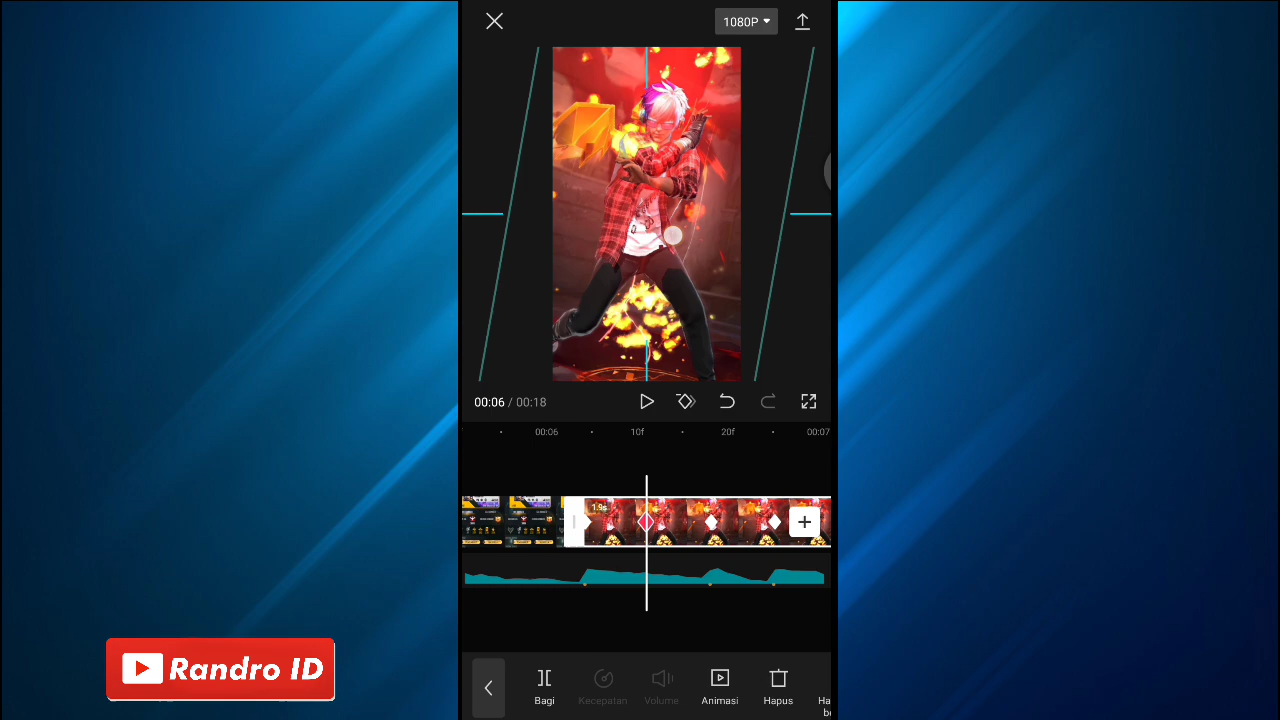 1080P
00:06 / 00:18
00:06
10f
20f
00:07
1.9s
Bagi
Kecepatan
Volume
Animasi
Hapus
Randro ID